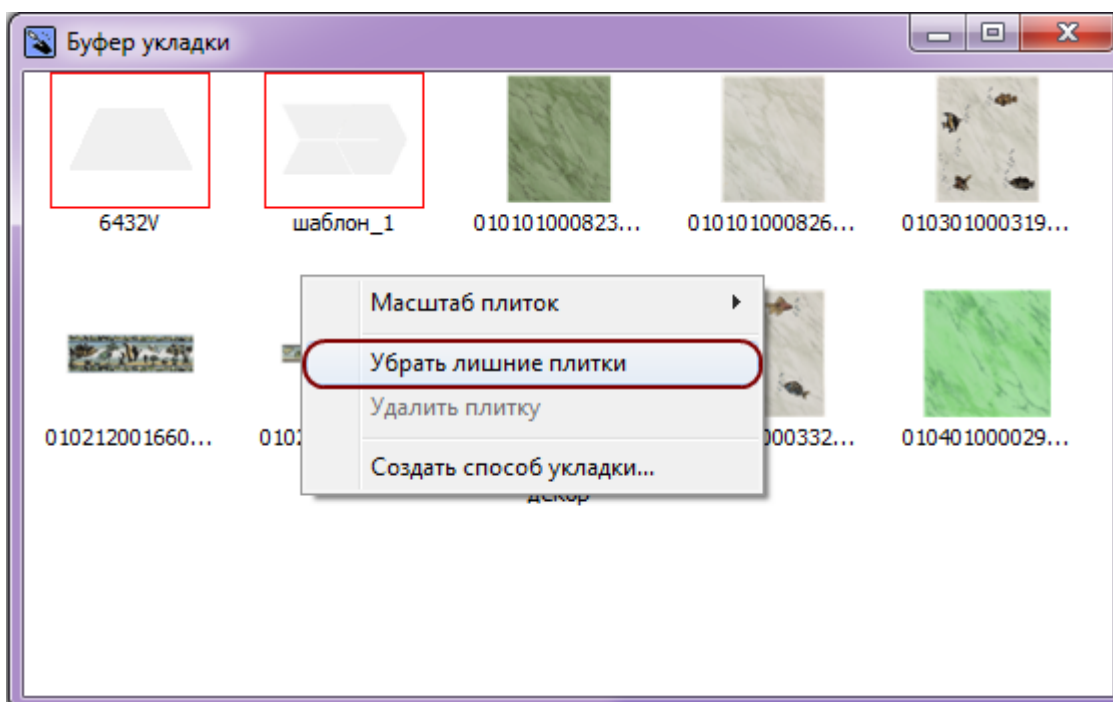 Буфер укладки
6432V
шаблон_1
010101000823...
010101000826...
010301000319...
Масштаб плиток
Убрать лишние плитки
Удалить плитку
Создать способ укладки...
010212001660...
010
000332...
010401000029...
декор